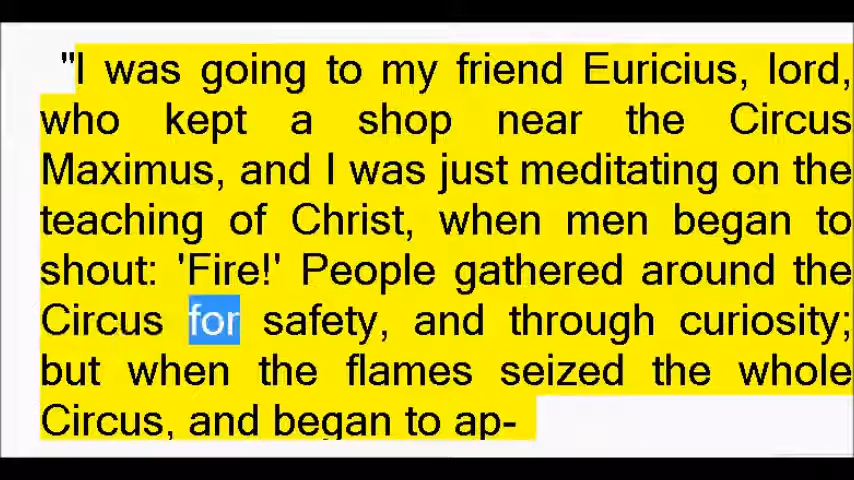 "I was going to my friend Euricius, lord,
who kept a shop near the Circus
Maximus, and I was just meditating on the
teaching of Christ, when men began to
shout: 'Fire!' People gathered around the
Circus for safety, and through curiosity;
but when the flames seized the whole
Circus, and began to ap-